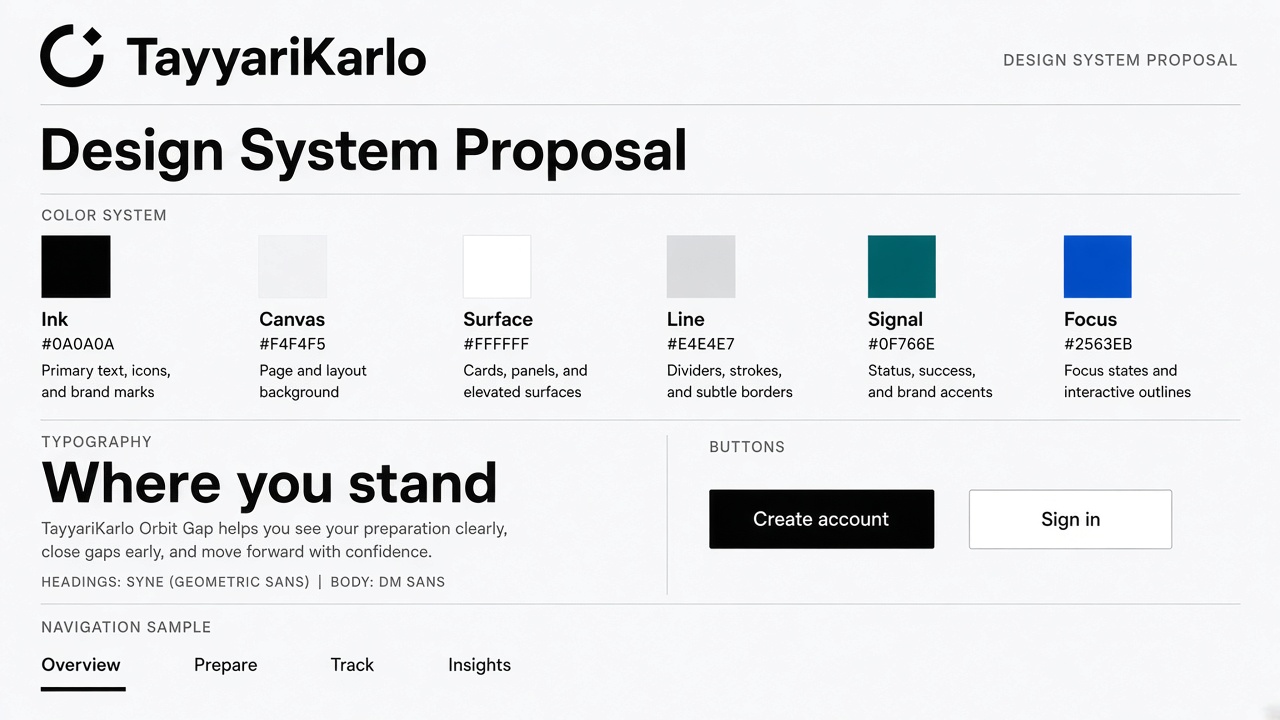 TayyariKarlo
DESIGN SYSTEM PROPOSAL
Design System Proposal
COLOR SYSTEM
Ink
#0A0A0A
Primary text, icons,
and brand marks
Canvas
#F4F4F5
Page and layout
background
Surface
#FFFFFF
Cards, panels, and
elevated surfaces
Line
#E4E4E7
Dividers, strokes,
and subtle borders
Signal
#0F766E
Status, success,
and brand accents
Focus
#2563EB
Focus states and
interactive outlines
TYPOGRAPHY
Where you stand
TayyariKarlo Orbit Gap helps you see your preparation clearly,
close gaps early, and move forward with confidence.
HEADINGS: SYNE (GEOMETRIC SANS) | BODY: DM SANS
BUTTONS
Create account
Sign in
NAVIGATION SAMPLE
Overview
Prepare
Track
Insights